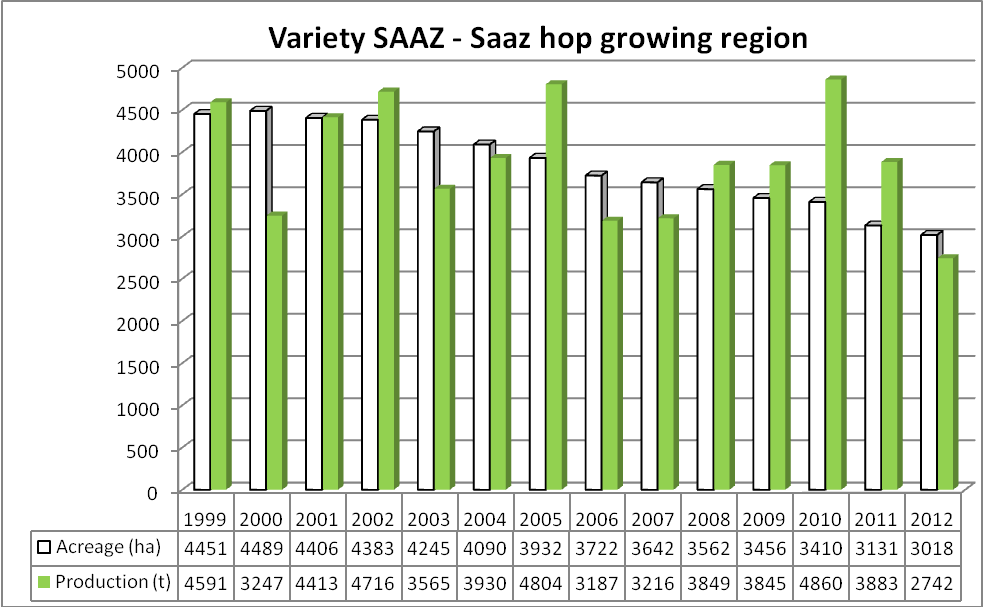 Variety SAAZ - Saaz hop growing region
5000
4500
4000
3500
3000
2500
2000
1500
1000
500
0
1999 2000 2001 2002 2003 2004 2005 2006 2007 2008 2009 2010 2011 2012
Acreage (ha) 4451 4489 4406 4383 4245 4090 3932 3722 3642 3562 3456 3410 3131 3018
Production (t) 4591 3247 4413 4716 3565 3930 4804 3187 3216 3849 3845 4860 3883 2742